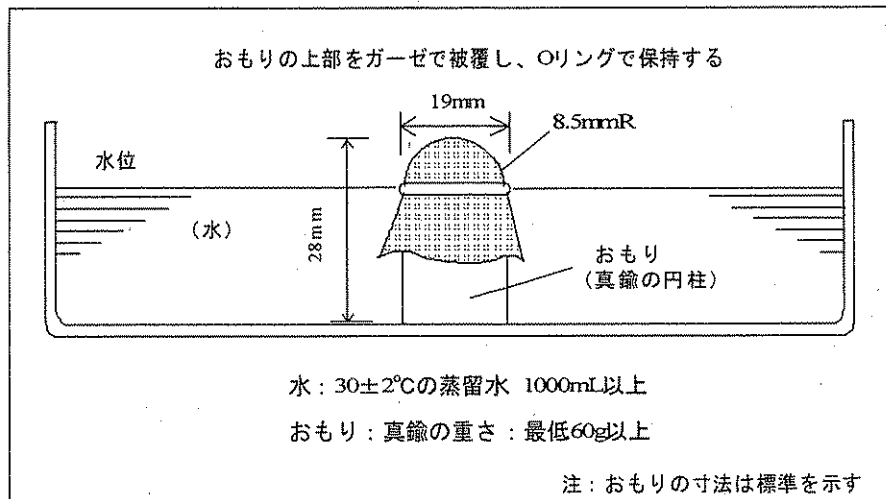 おもりの上部をガーゼで被覆し、Oリングで保持する
19mm
8.5mmR
水位
(水)
28mm
おもり
(真鍮の円柱)
水：30±2℃の蒸留水 1000mL以上
おもり：真鍮の重さ：最低60g以上
注：おもりの寸法は標準を示す